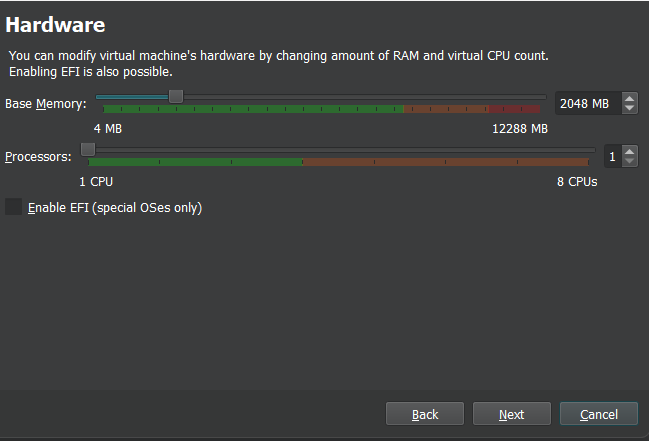 Hardware
You can modify virtual machine's hardware by changing amount of RAM and virtual CPU count.
Enabling EFI is also possible.
Base Memory: 2048 MB
4 MB 12288 MB
Processors: 1
1 CPU 8 CPUs
Enable EFI (special OSes only)
Back Next Cancel